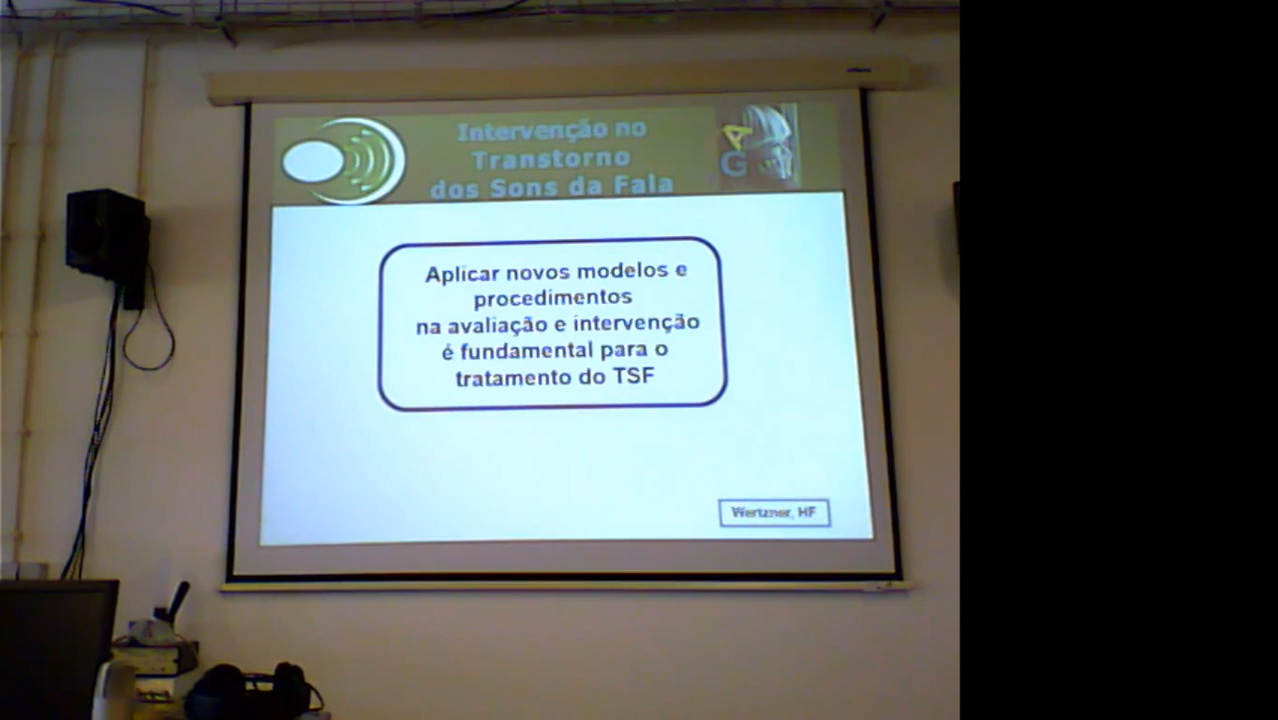 Intervenção no
Transtorno
dos Sons da Fala
A
G
Aplicar novos modelos e
procedimentos
na avaliação e intervenção
é fundamental para o
tratamento do TSF
Wertzner, HF